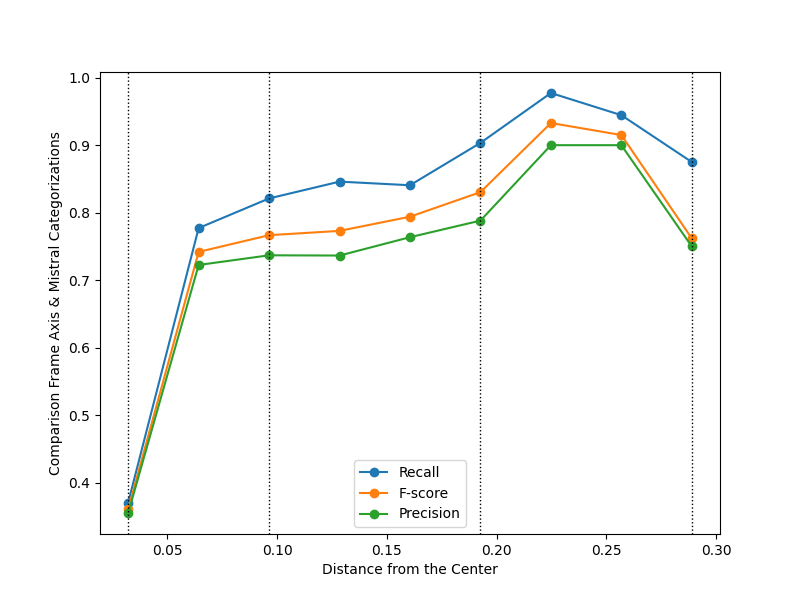 1.0
0.9
0.8
0.7
0.6
0.5
0.4
Comparison Frame Axis & Mistral Categorizations
Recall
F-score
Precision
0.05 0.10 0.15 0.20 0.25 0.30
Distance from the Center